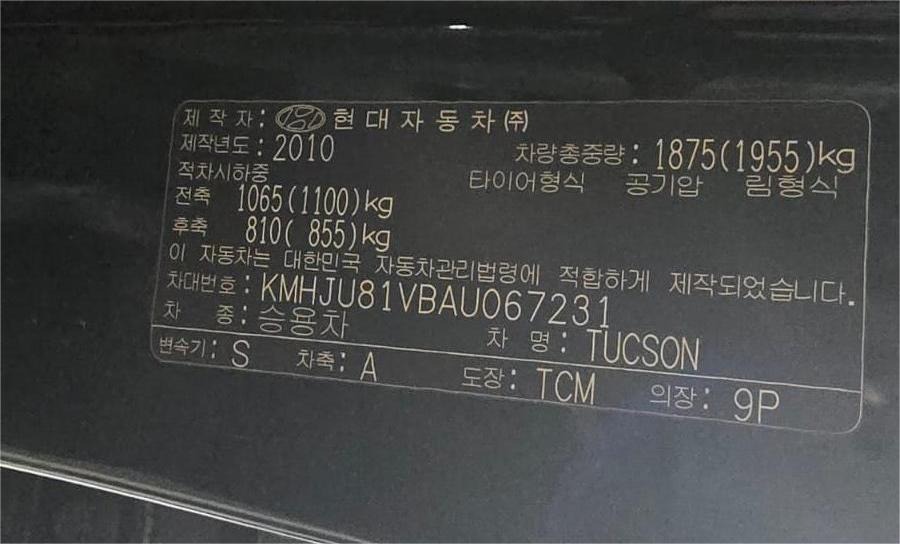 제 작 자 : 현 대 자 동 차 ㈜
제작년도 : 2010 차량총중량 : 1875(1955)kg
적차시하중 타이어형식 공기압 림형식
전축 1065(1100)kg
후축 810( 855)kg
이 자동차는 대한민국 자동차관리법령에 적합하게 제작되었습니다.
차대번호 : KMHJU81VBAU067231
차 종 : 승용차 차 명 : TUCSON
변속기 : S 차축 : A 도장 : TCM 의장 : 9P